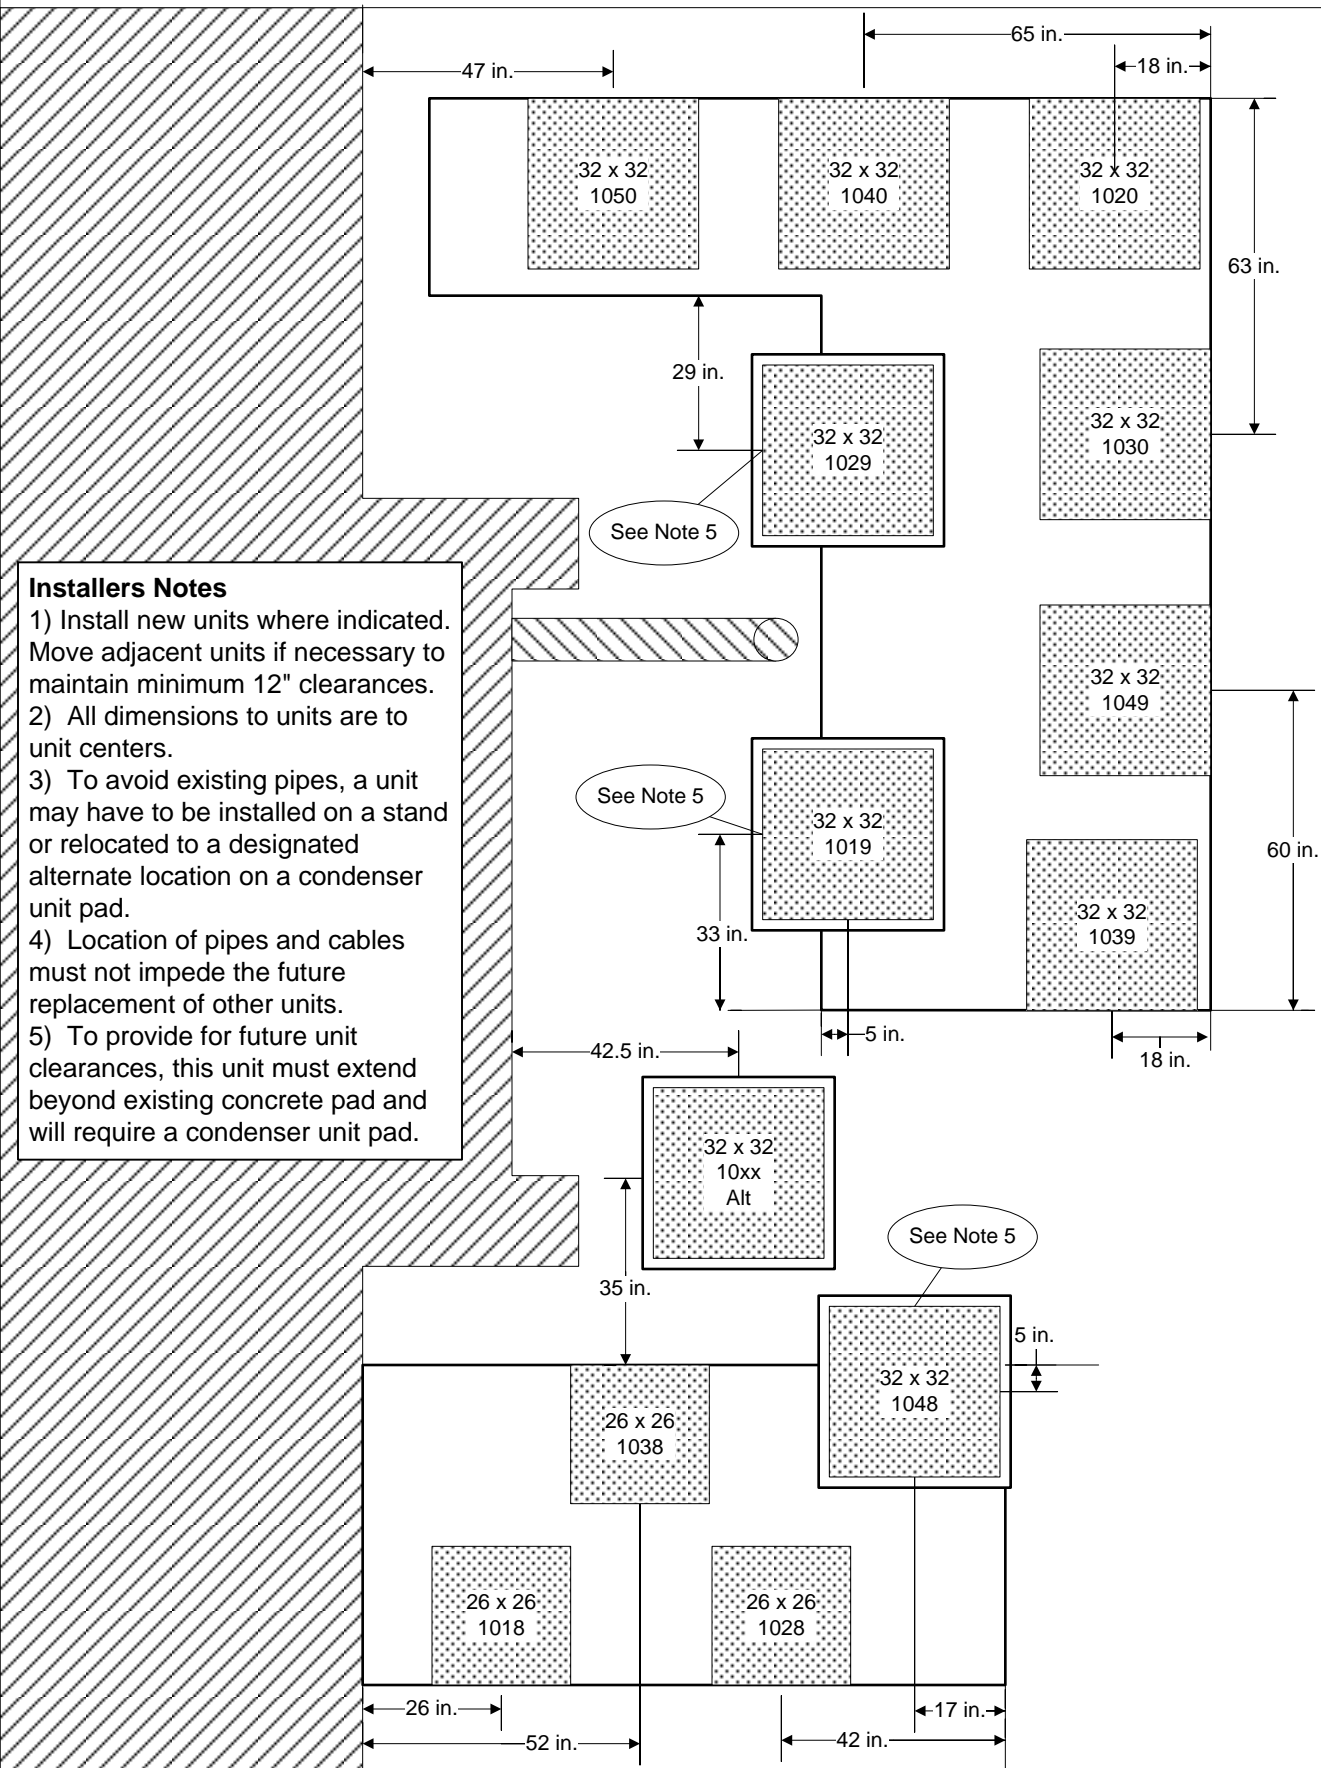 65 in.
47 in.
18 in.
32 x 32
1050
32 x 32
1040
32 x 32
1020
63 in.
29 in.
32 x 32
1029
32 x 32
1030
See Note 5
Installers Notes
1) Install new units where indicated.
Move adjacent units if necessary to
maintain minimum 12" clearances.
2)  All dimensions to units are to
unit centers.
3)  To avoid existing pipes, a unit
may have to be installed on a stand
or relocated to a designated
alternate location on a condenser
unit pad.
4)  Location of pipes and cables
must not impede the future
replacement of other units.
5)  To provide for future unit
clearances, this unit must extend
beyond existing concrete pad and
will require a condenser unit pad.
32 x 32
1049
See Note 5
32 x 32
1019
60 in.
33 in.
32 x 32
1039
5 in.
42.5 in.
18 in.
32 x 32
10xx
Alt
See Note 5
35 in.
5 in.
32 x 32
1048
26 x 26
1038
26 x 26
1018
26 x 26
1028
26 in.
17 in.
52 in.
42 in.